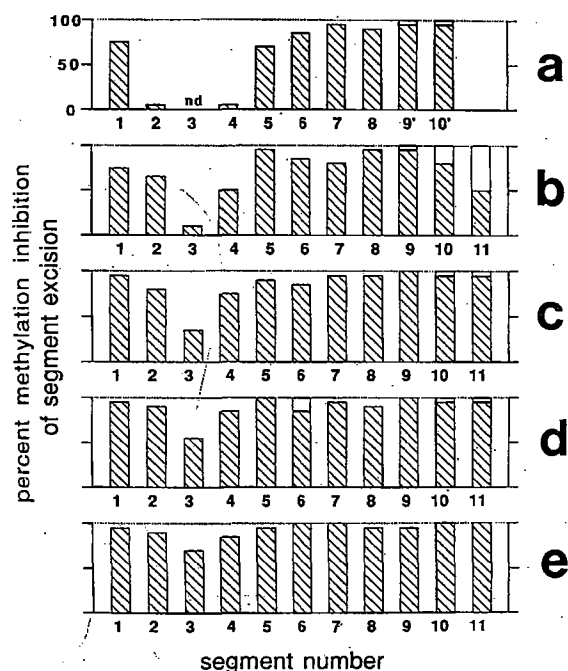 100
50
0
nd
1 2 3 4 5 6 7 8 9' 10'
a
1 2 3 4 5 6 7 8 9 10 11
b
1 2 3 4 5 6 7 8 9 10 11
c
1 2 3 4 5 6 7 8 9 10 11
d
1 2 3 4 5 6 7 8 9 10 11
e
percent methylation inhibition
of segment excision
segment number